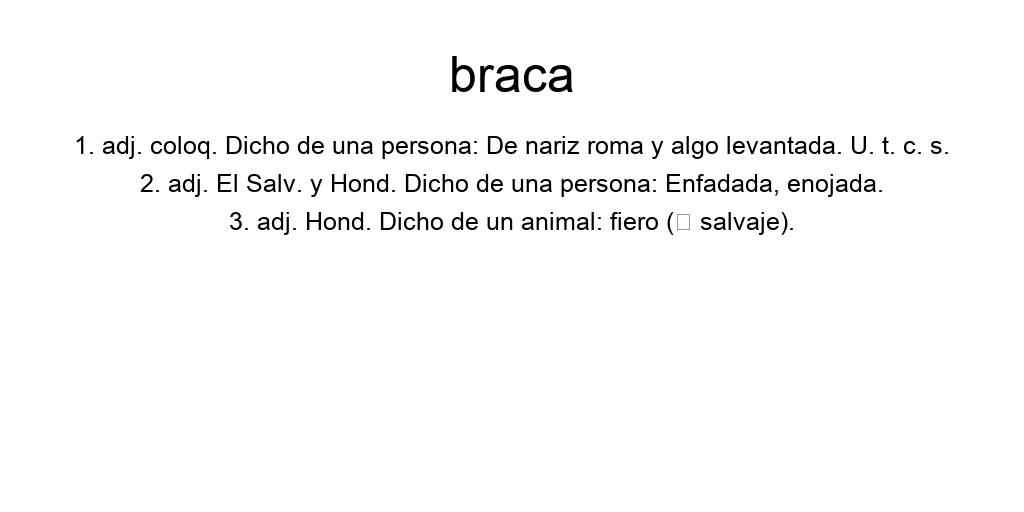 braca
1. adj. coloq. Dicho de una persona: De nariz roma y algo levantada. U. t. c. s.
2. adj. El Salv. y Hond. Dicho de una persona: Enfadada, enojada.
3. adj. Hond. Dicho de un animal: fiero (□ salvaje).